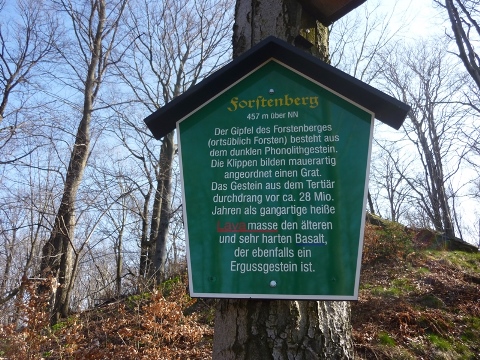 Forstenberg
457 m über NN
Der Gipfel des Forstenberges
(ortsüblich Forsten) besteht aus
dem dunklen Phonolithgestein.
Die Klippen bilden mauerartig
angeordnet einen Grat.
Das Gestein aus dem Tertiär
durchdrang vor ca. 28 Mio.
Jahren als gangartige heiße
masse den älteren
und sehr harten Basalt,
der ebenfalls ein
Ergussgestein ist.